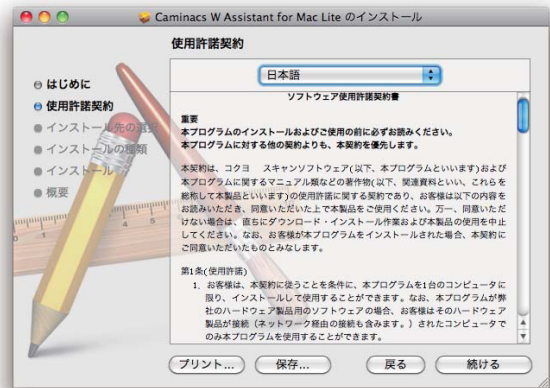 Caminacs W Assistant for Mac Lite のインストール
使用許諾契約
はじめに
使用許諾契約
インストール先の選択
インストールの種類
インストール
概要
日本語
ソフトウェア使用許諾契約書
重要
本プログラムのインストールおよびご使用の前に必ずお読みください。
本プログラムに対する他の契約よりも、本契約を優先します。
本契約は、コクヨ　スキャンソフトウェア(以下、本プログラムといいます)および
本プログラムに関するマニュアル類などの著作物(以下、関連資料といい、これらを
総称して本製品といいます)の使用許諾に関する契約であり、お客様は以下の内容を
お読みいただき、同意いただいた上で本製品をご使用ください。万一、同意いただ
けない場合は、直ちにダウンロード・インストール作業および本製品の使用を中止
してください。なお、お客様が本プログラムをインストールされた場合、本契約に
ご同意いただいたものとみなします。
第1条(使用許諾)
1. お客様は、本契約に従うことを条件に、本プログラムを1台のコンピュータに
限り、インストールして使用することができます。なお、本プログラムが弊
社のハードウェア製品用のソフトウェアの場合、お客様はそのハードウェア
製品が接続（ネットワーク経由の接続も含みます。）されたコンピュータで
のみ本プログラムを使用することができます。
プリント... 保存... 戻る 続ける